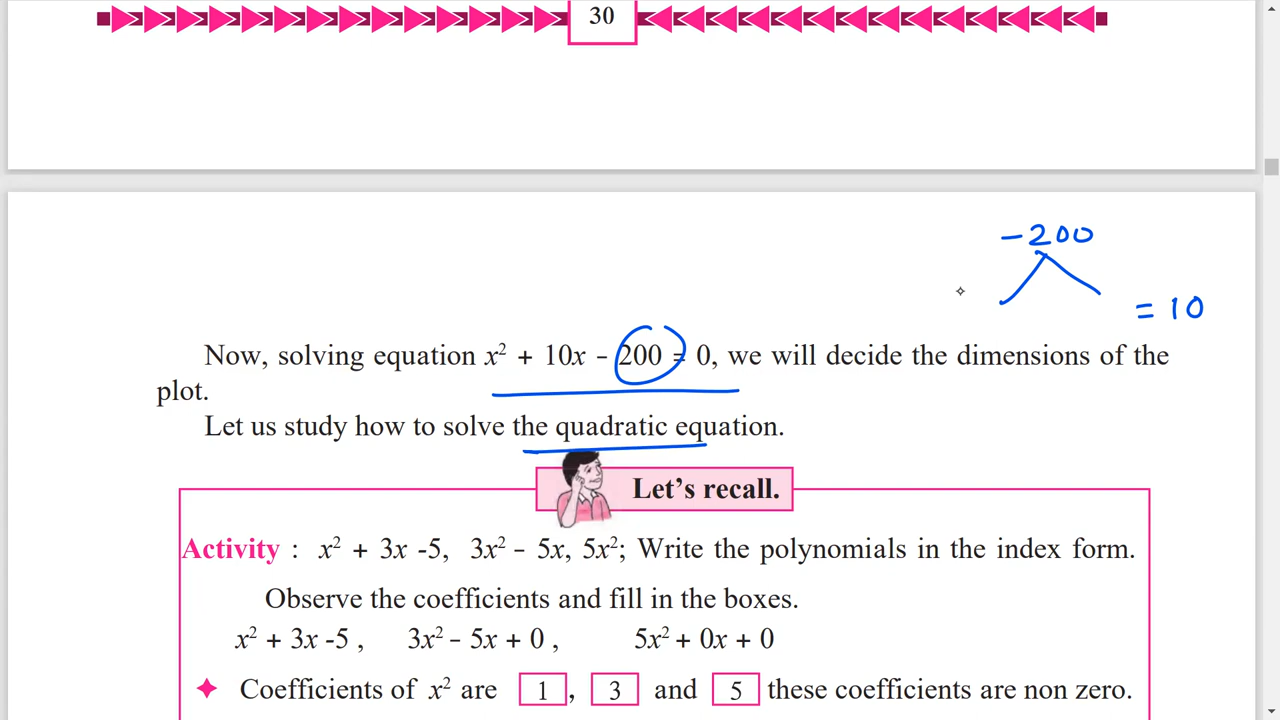 30
-200
= 10
Now, solving equation x² + 10x - 200 = 0, we will decide the dimensions of the
plot.
Let us study how to solve the quadratic equation.
Let's recall.
Activity : x² + 3x -5, 3x² - 5x, 5x²; Write the polynomials in the index form.
Observe the coefficients and fill in the boxes.
x² + 3x -5 , 3x² - 5x + 0 , 5x² + 0x + 0
Coefficients of x² are 1 , 3 and 5 these coefficients are non zero.